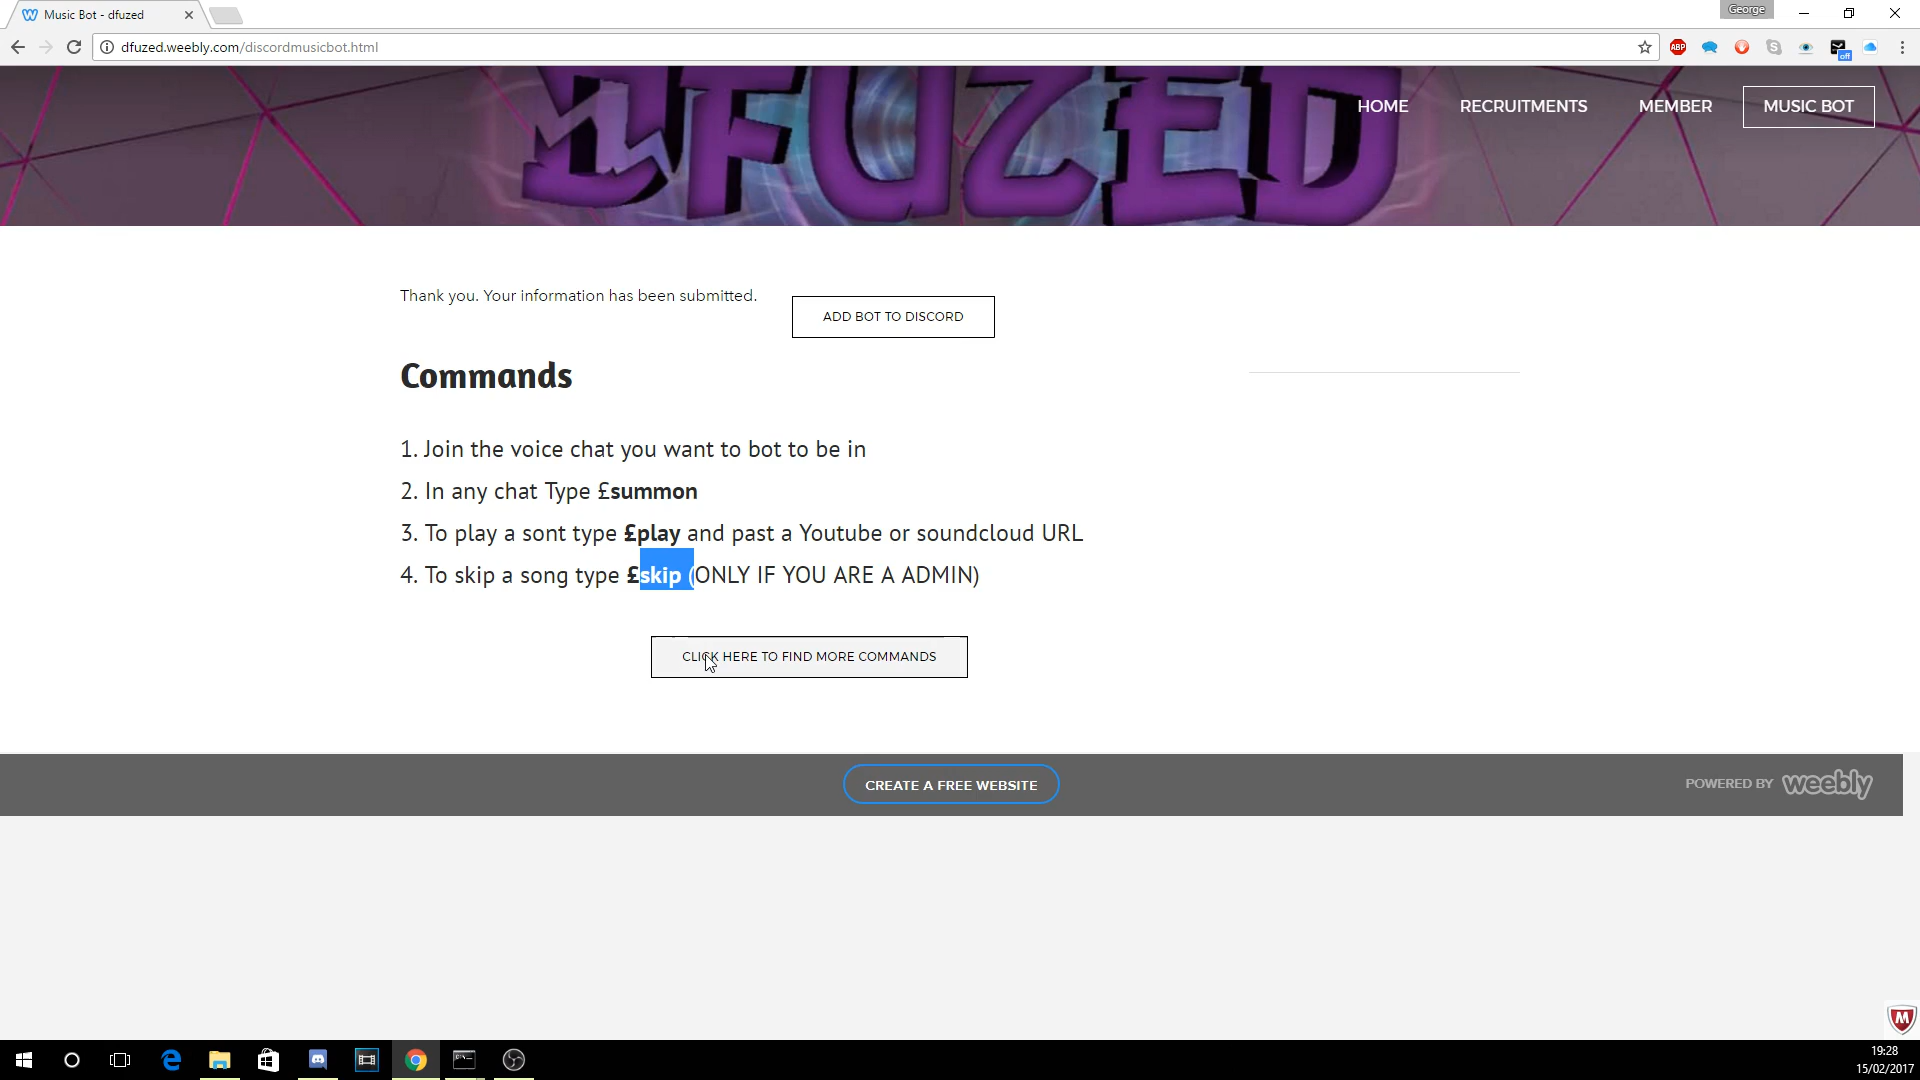 Music Bot - dfuzed
George
dfuzed.weebly.com/discordmusicbot.html
ABP
off
DFUZED
HOME
RECRUITMENTS
MEMBER
MUSIC BOT
Thank you. Your information has been submitted.
ADD BOT TO DISCORD
Commands
1. Join the voice chat you want to bot to be in
2. In any chat Type £summon
3. To play a sont type £play and past a Youtube or soundcloud URL
4. To skip a song type £skip (ONLY IF YOU ARE A ADMIN)
CLICK HERE TO FIND MORE COMMANDS
CREATE A FREE WEBSITE
POWERED BY weebly
19:28
15/02/2017